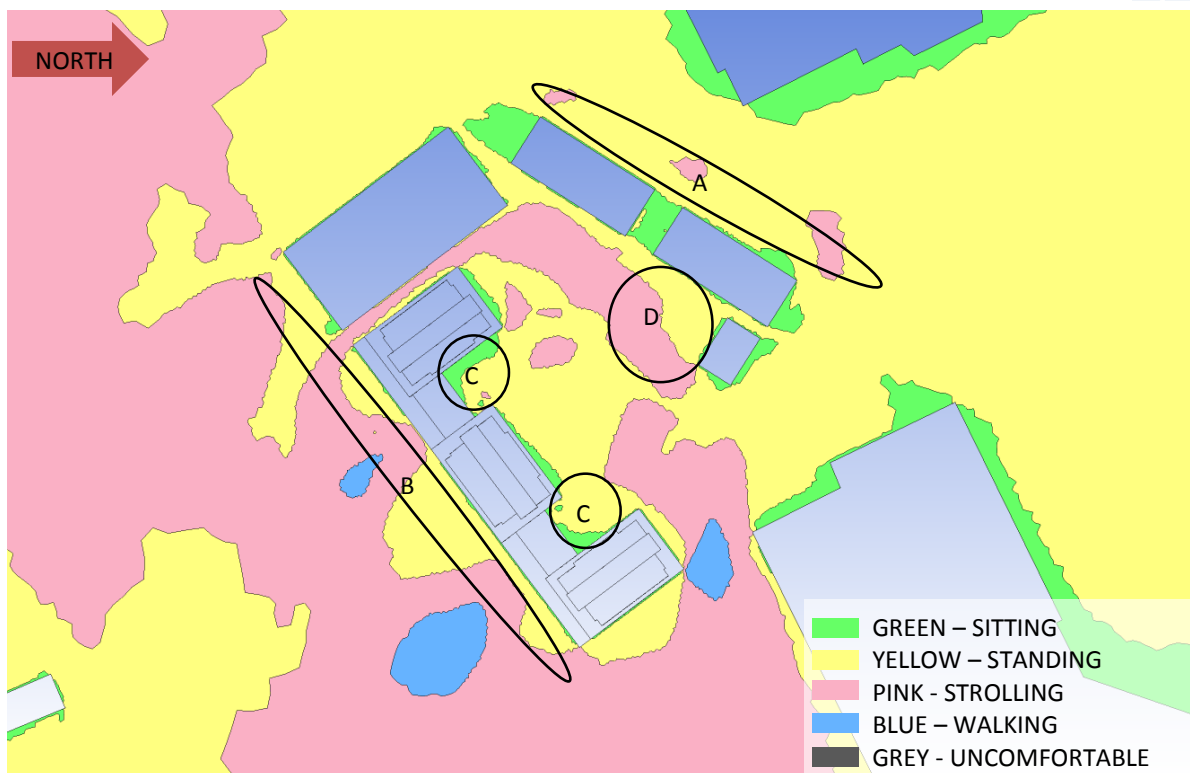 NORTH
A
D
C
B
C
GREEN – SITTING
YELLOW – STANDING
PINK - STROLLING
BLUE – WALKING
GREY - UNCOMFORTABLE